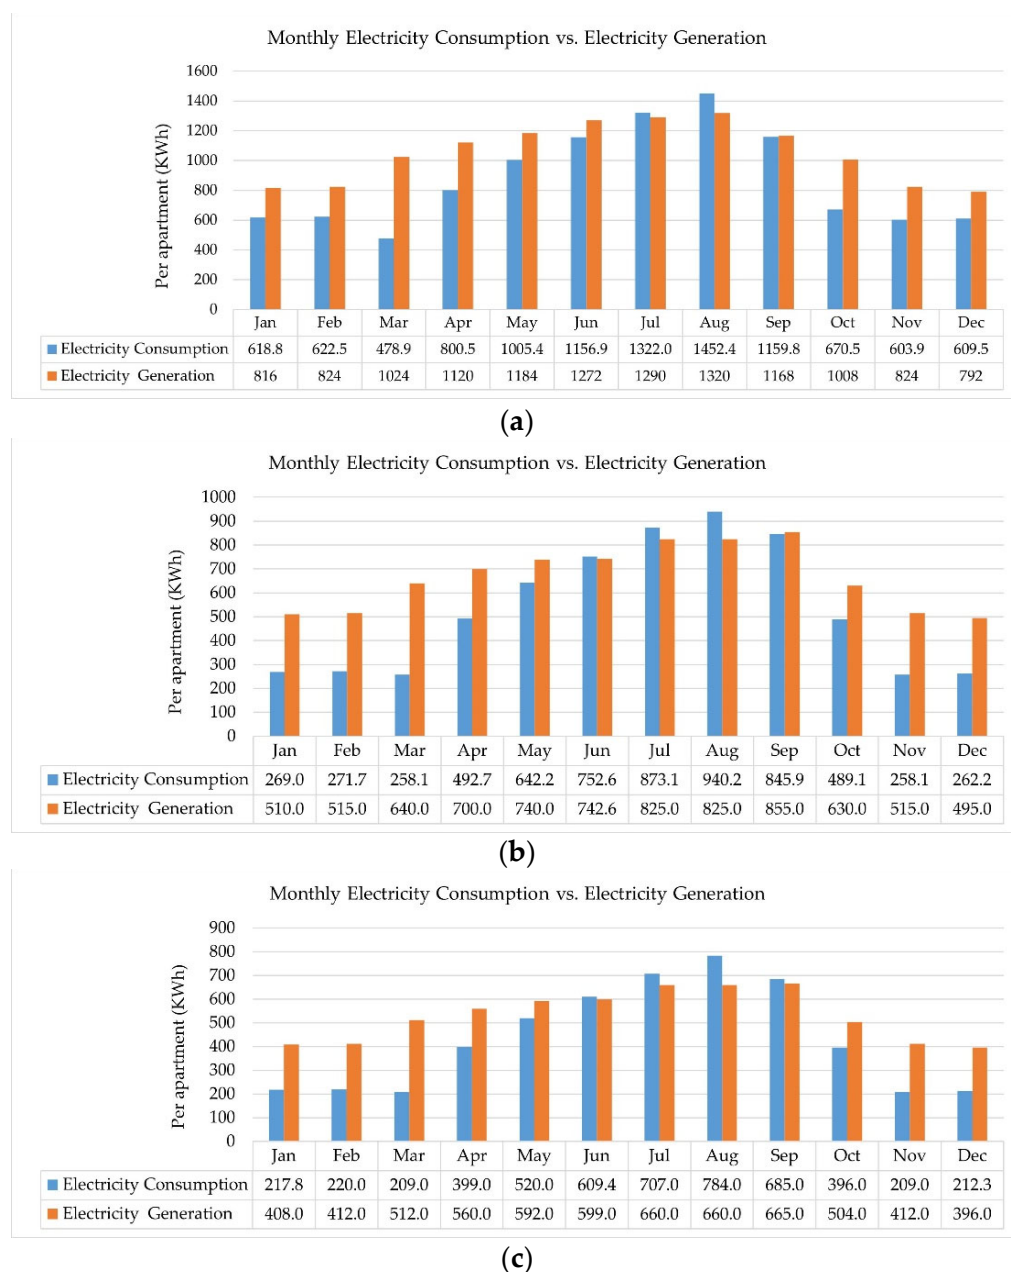 Monthly Electricity Consumption vs. Electricity Generation
Per apartment (KWh)
1600
1400
1200
1000
800
600
400
200
0
Jan Feb Mar Apr May Jun Jul Aug Sep Oct Nov Dec
Electricity Consumption 618.8 622.5 478.9 800.5 1005.4 1156.9 1322.0 1452.4 1159.8 670.5 603.9 609.5
Electricity Generation 816 824 1024 1120 1184 1272 1290 1320 1168 1008 824 792
(a)
Monthly Electricity Consumption vs. Electricity Generation
Per apartment (KWh)
1000
900
800
700
600
500
400
300
200
100
0
Jan Feb Mar Apr May Jun Jul Aug Sep Oct Nov Dec
Electricity Consumption 269.0 271.7 258.1 492.7 642.2 752.6 873.1 940.2 845.9 489.1 258.1 262.2
Electricity Generation 510.0 515.0 640.0 700.0 740.0 742.6 825.0 825.0 855.0 630.0 515.0 495.0
(b)
Monthly Electricity Consumption vs. Electricity Generation
Per apartment (KWh)
900
800
700
600
500
400
300
200
100
0
Jan Feb Mar Apr May Jun Jul Aug Sep Oct Nov Dec
Electricity Consumption 217.8 220.0 209.0 399.0 520.0 609.4 707.0 784.0 685.0 396.0 209.0 212.3
Electricity Generation 408.0 412.0 512.0 560.0 592.0 599.0 660.0 660.0 665.0 504.0 412.0 396.0
(c)